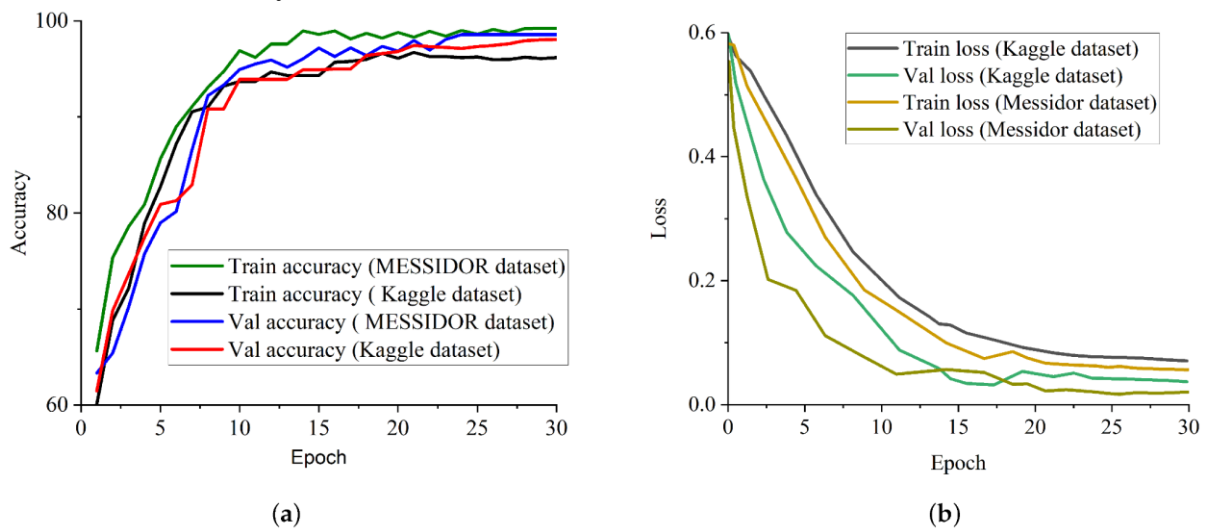 100
80
60
Accuracy
Train accuracy (MESSIDOR dataset)
Train accuracy ( Kaggle dataset)
Val accuracy ( MESSIDOR dataset)
Val accuracy (Kaggle dataset)
0 5 10 15 20 25 30
Epoch
(a)
0.6
0.4
0.2
0.0
Loss
Train loss (Kaggle dataset)
Val loss (Kaggle dataset)
Train loss (Messidor dataset)
Val loss (Messidor dataset)
0 5 10 15 20 25 30
Epoch
(b)